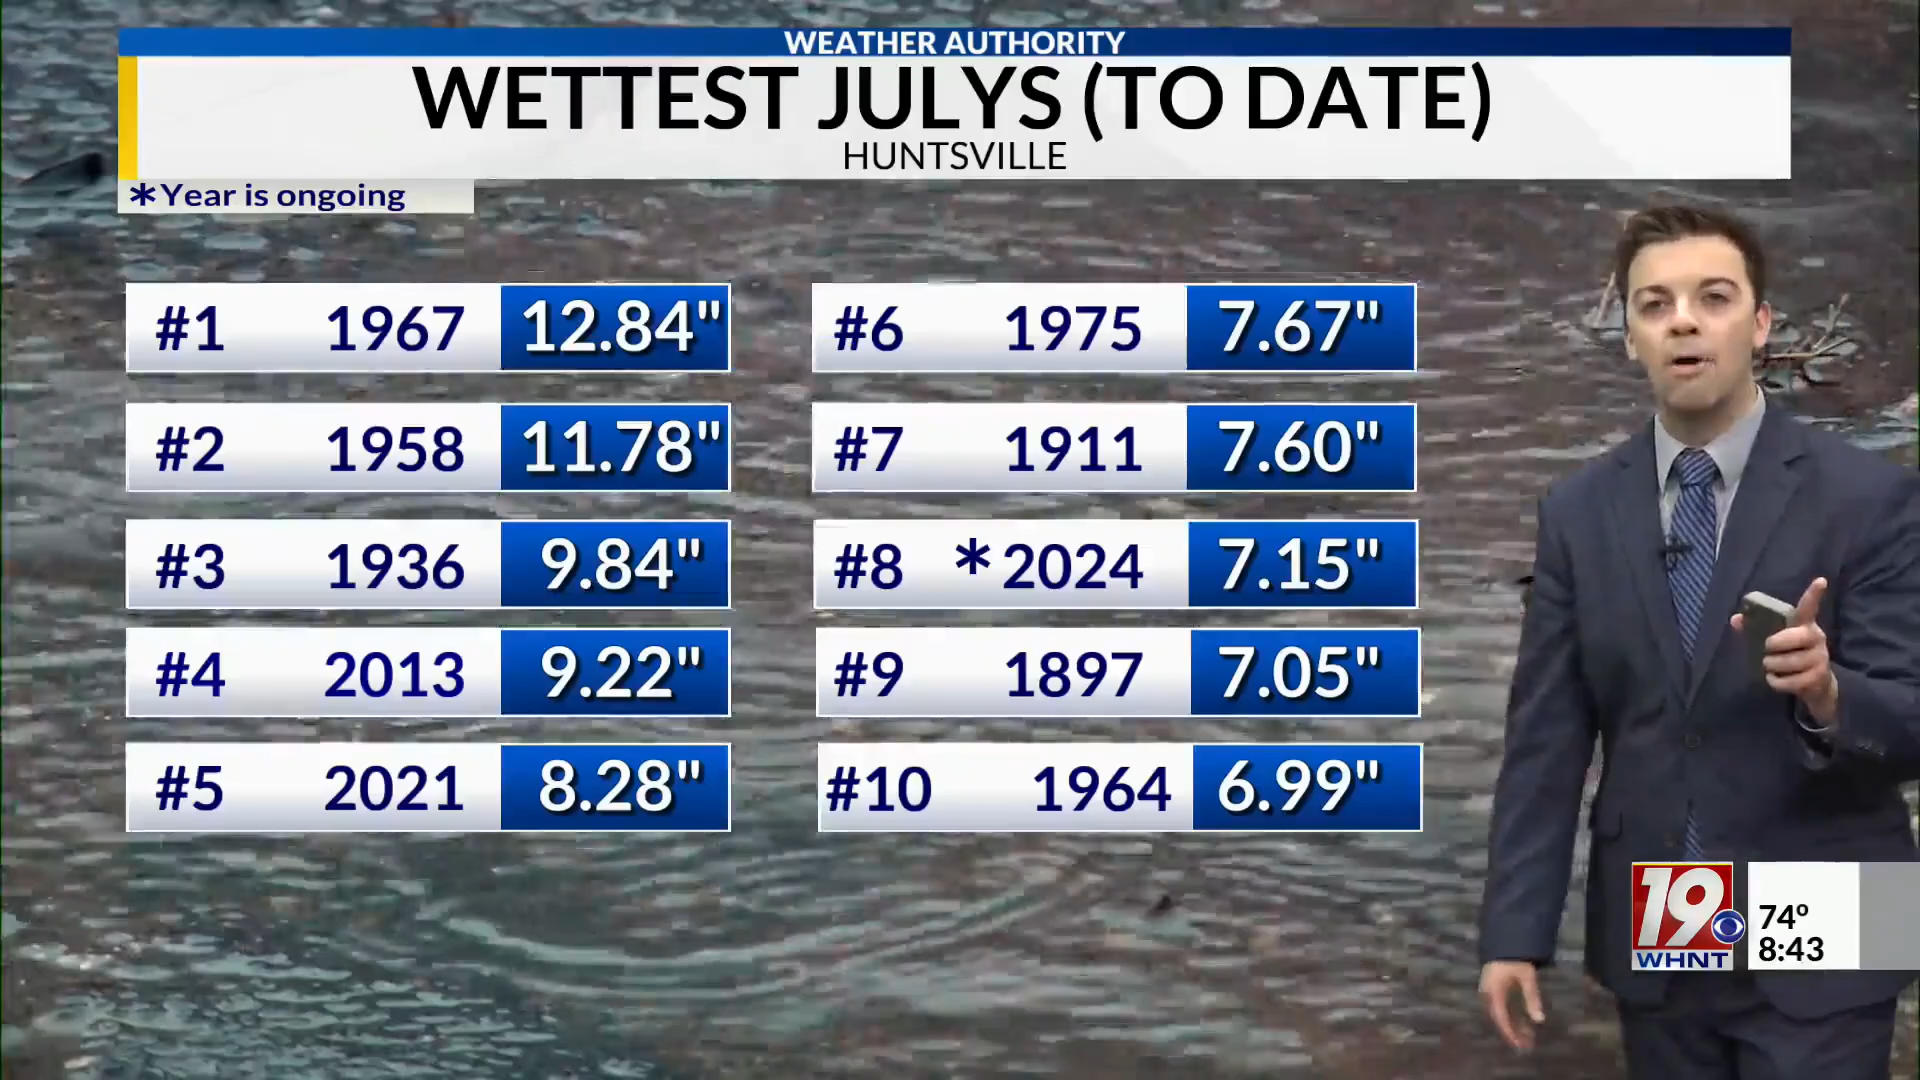 WEATHER AUTHORITY
WETTEST JULYS (TO DATE)
HUNTSVILLE
*Year is ongoing
#1 1967 12.84"
#2 1958 11.78"
#3 1936 9.84"
#4 2013 9.22"
#5 2021 8.28"
#6 1975 7.67"
#7 1911 7.60"
#8 *2024 7.15"
#9 1897 7.05"
#10 1964 6.99"
19
WHNT
74º
8:43